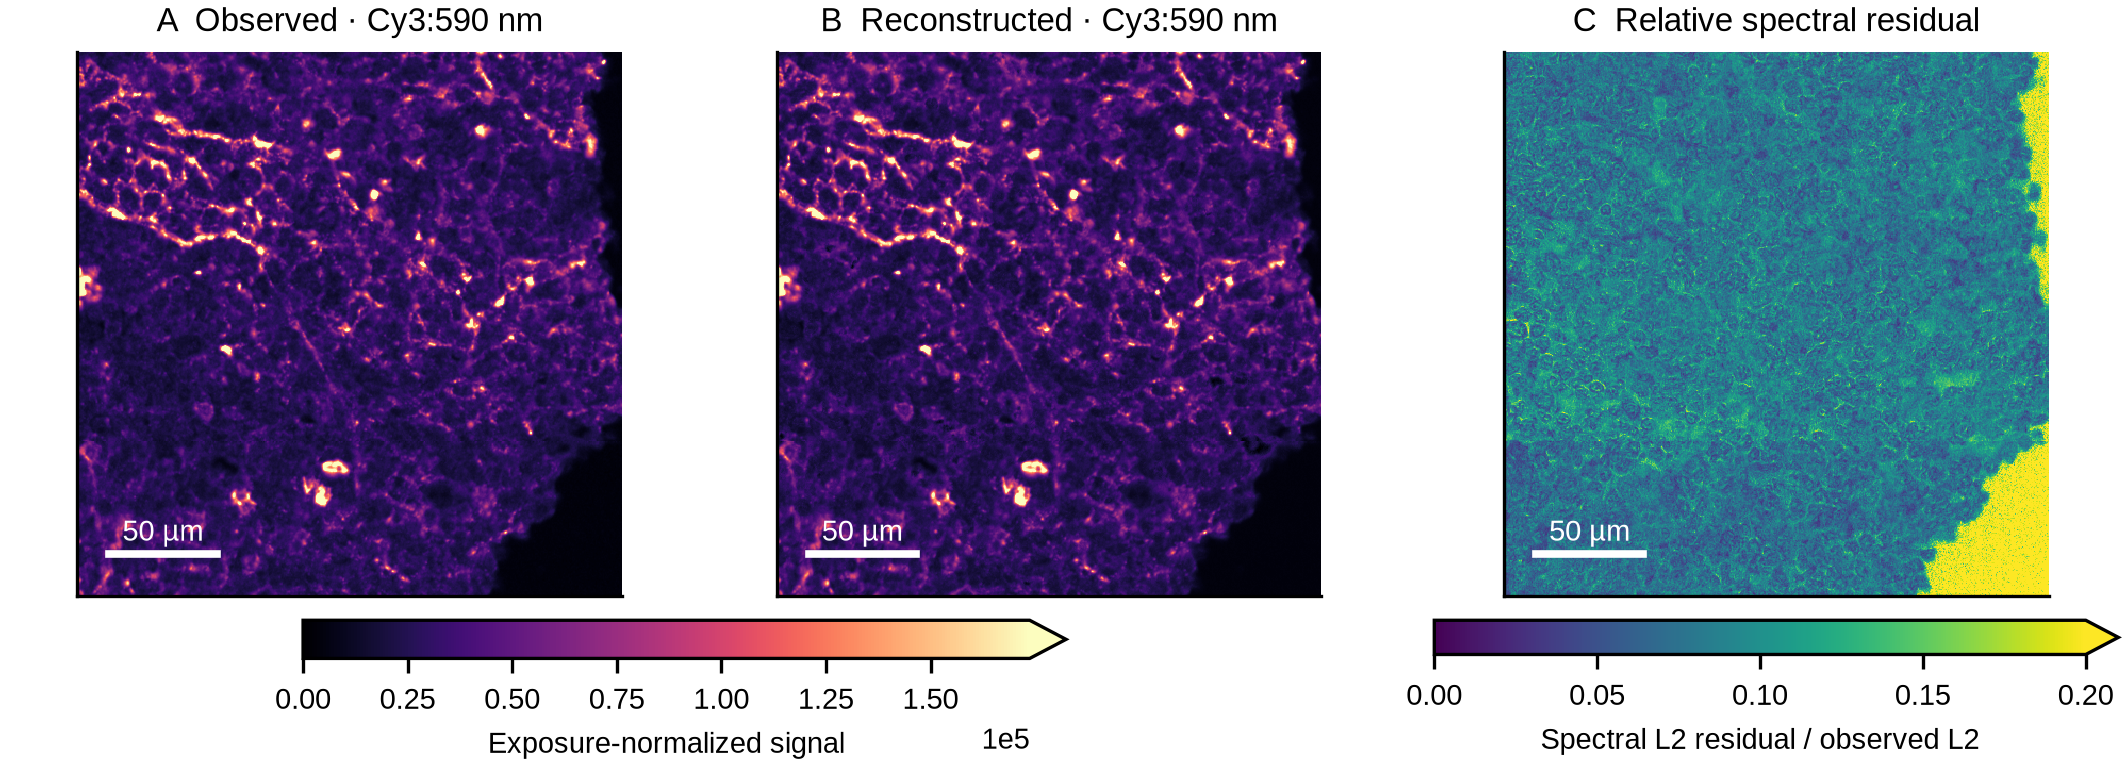 A Observed · Cy3:590 nm
B Reconstructed · Cy3:590 nm
C Relative spectral residual
50 µm
50 µm
50 µm
0.00 0.25 0.50 0.75 1.00 1.25 1.50
Exposure-normalized signal
1e5
0.00 0.05 0.10 0.15 0.20
Spectral L2 residual / observed L2